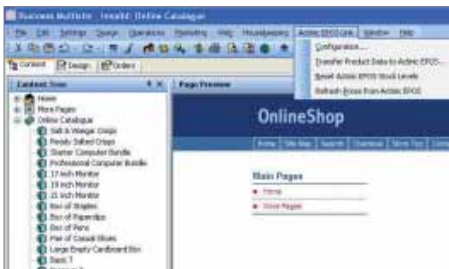 Business Multisite - Invalid: Online Catalogue
File Edit Settings Design Operations Marketing Web Housekeeping Actinic EPOS Link Window Help
Configuration...
Transfer Product Data to Actinic EPOS...
Reset Actinic EPOS Stock Levels
Refresh Prices from Actinic EPOS
Content Design Orders
Content Tree
Page Preview
Home
More Pages
Online Catalogue
Salt & Vinegar Crisps
Ready Salted Crisps
Starter Computer Bundle
Professional Computer Bundle
17 inch Monitor
19 inch Monitor
21 inch Monitor
Box of Staples
Box of Paperclips
Box of Pens
Pair of Casual Shoes
Large Empty Cardboard Box
Basic T
OnlineShop
Home Site Map Search Checkout
Main Pages
Home
More Pages